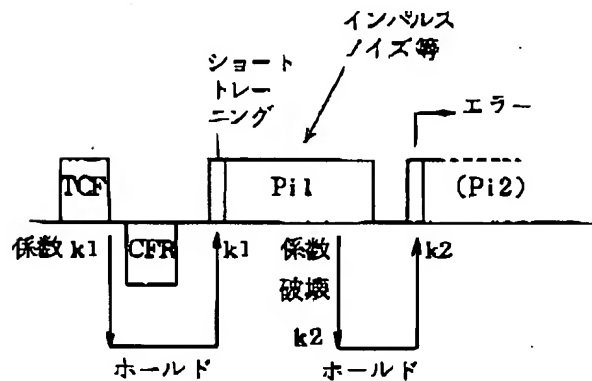 インパルス
ノイズ等
ショート
トレー
ニング
エラー
TCF
Pi1
(Pi2)
係数 k1
CFR
k1
係数
破壊
k2
k2
ホールド
ホールド